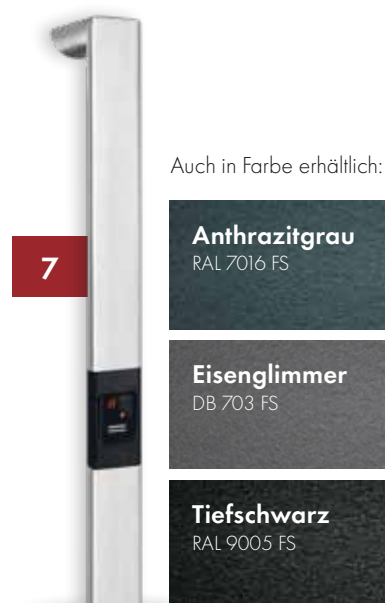 Auch in Farbe erhältlich:
7
Anthrazitgrau
RAL 7016 FS
Eisenglimmer
DB 703 FS
Tiefschwarz
RAL 9005 FS